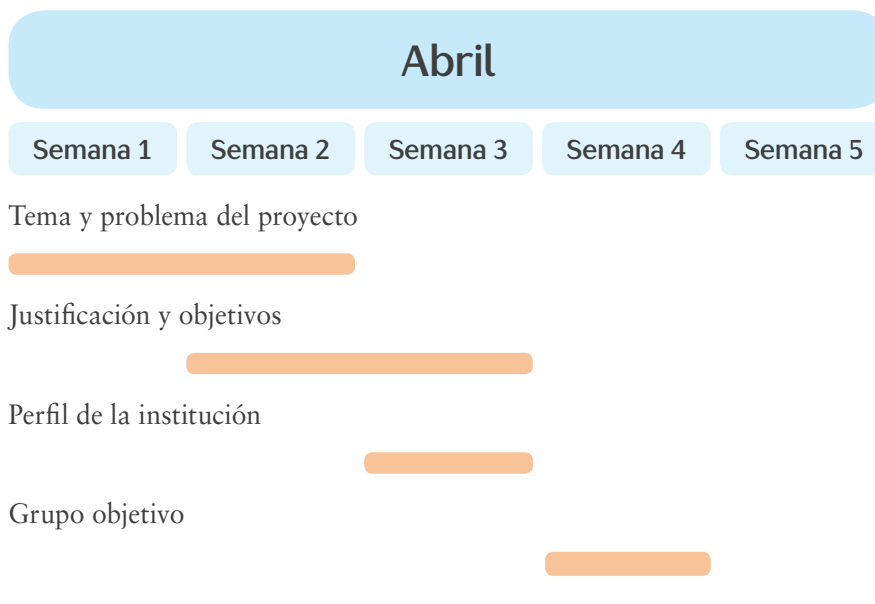 Abril
Semana 1 Semana 2 Semana 3 Semana 4 Semana 5
Tema y problema del proyecto
Justificación y objetivos
Perfil de la institución
Grupo objetivo